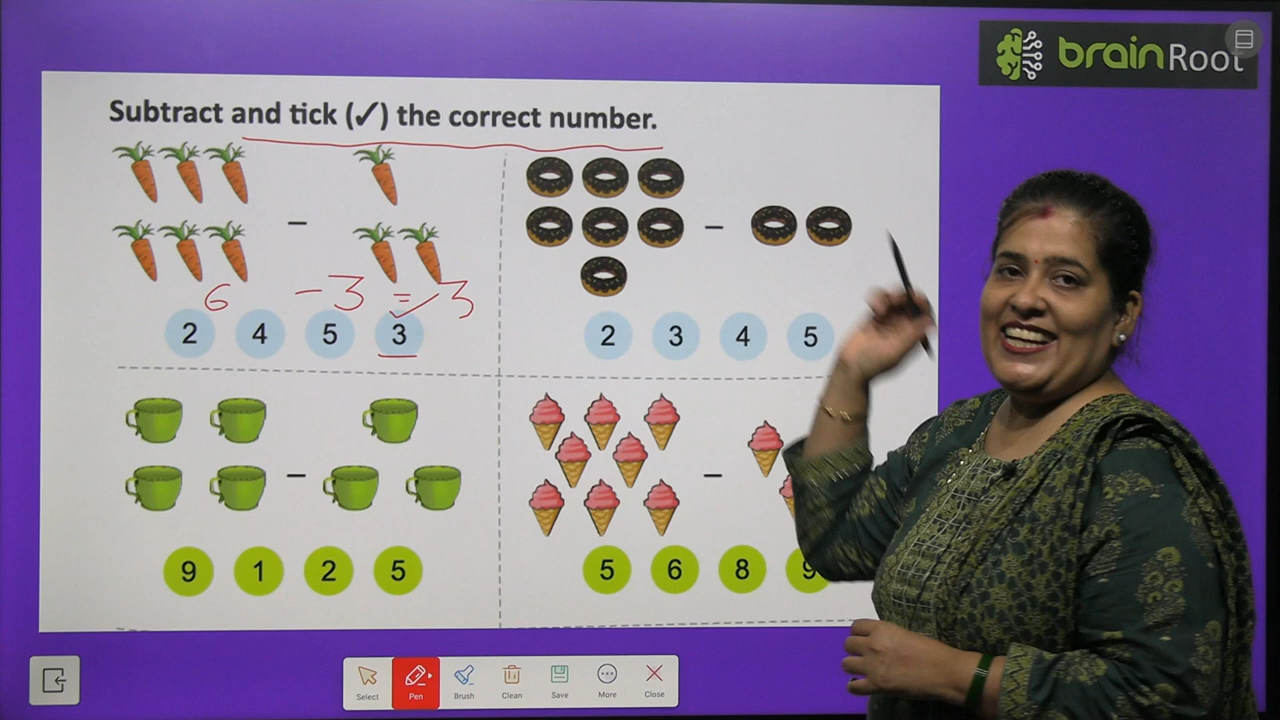 brainRoot
Subtract and tick (✓) the correct number.
–
–
6 – 3 = 3
2 4 5 3
2 3 4 5
–
–
9 1 2 5
5 6 8 9
Select Pen Brush Clean Save More Close